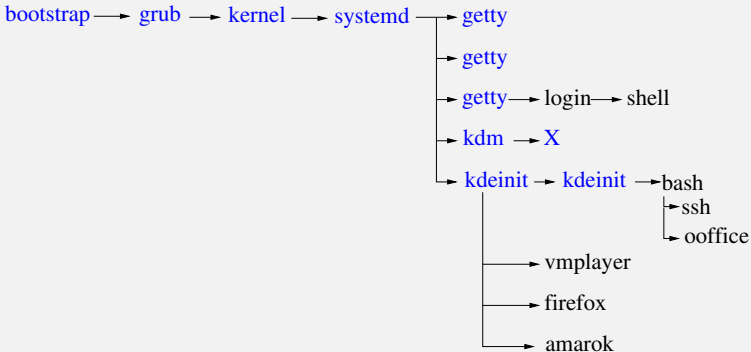 bootstrap grub kernel systemd getty
getty
getty login shell
kdm X
kdeinit kdeinit bash
ssh
ooffice
vmplayer
firefox
amarok